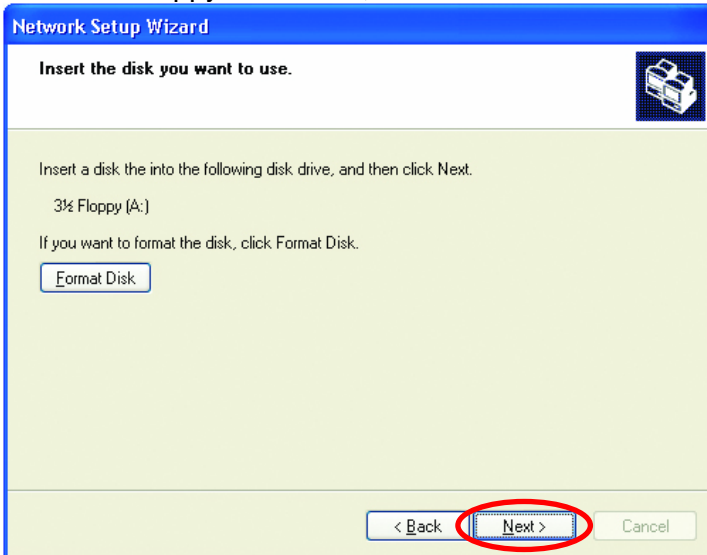 Network Setup Wizard
Insert the disk you want to use.
Insert a disk the into the following disk drive, and then click Next.
3½ Floppy (A:)
If you want to format the disk, click Format Disk.
Format Disk
< Back
Next >
Cancel